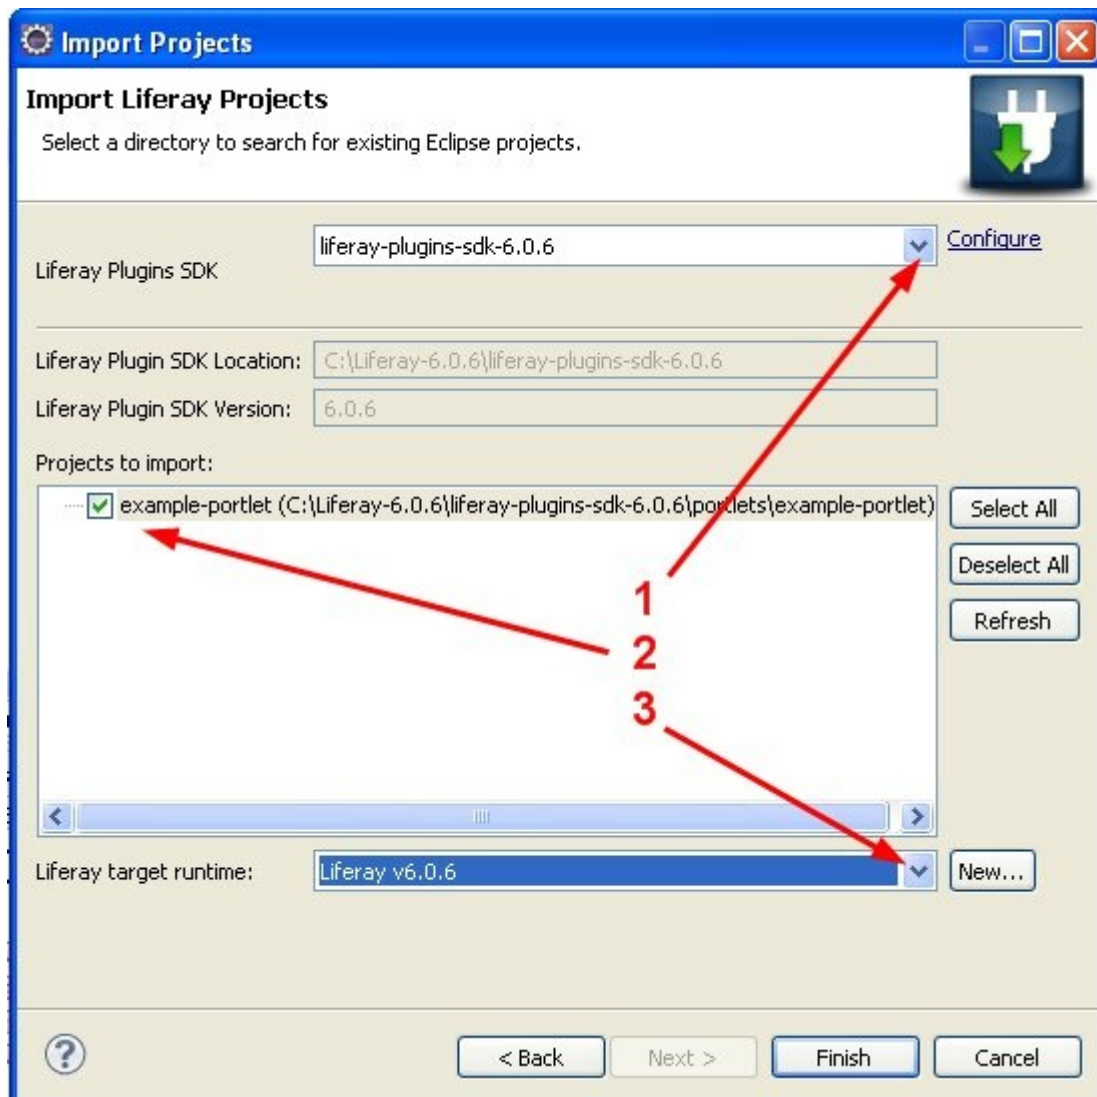 Import Projects
Import Liferay Projects
Select a directory to search for existing Eclipse projects.
Liferay Plugins SDK
liferay-plugins-sdk-6.0.6
Configure
Liferay Plugin SDK Location:
C:\Liferay-6.0.6\liferay-plugins-sdk-6.0.6
Liferay Plugin SDK Version:
6.0.6
Projects to import:
example-portlet (C:\Liferay-6.0.6\liferay-plugins-sdk-6.0.6\portlets\example-portlet)
Select All
Deselect All
Refresh
1
2
3
Liferay target runtime:
Liferay v6.0.6
New...
?
< Back
Next >
Finish
Cancel